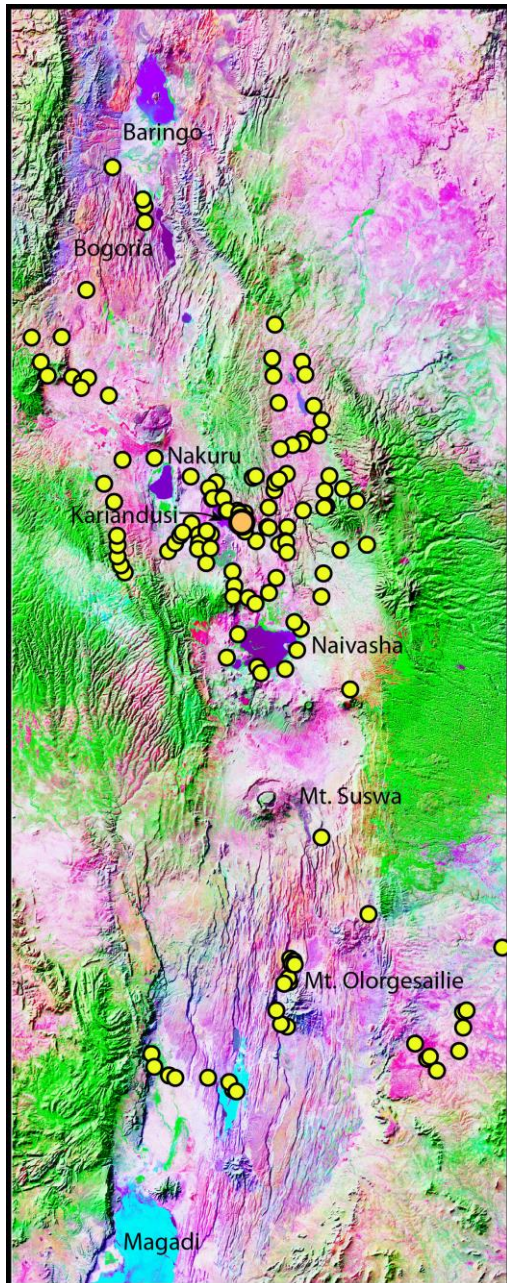 Baringo
Bogoria
Nakuru
Kariandusi
Naivasha
Mt. Suswa
Mt. Olorgesailie
Magadi